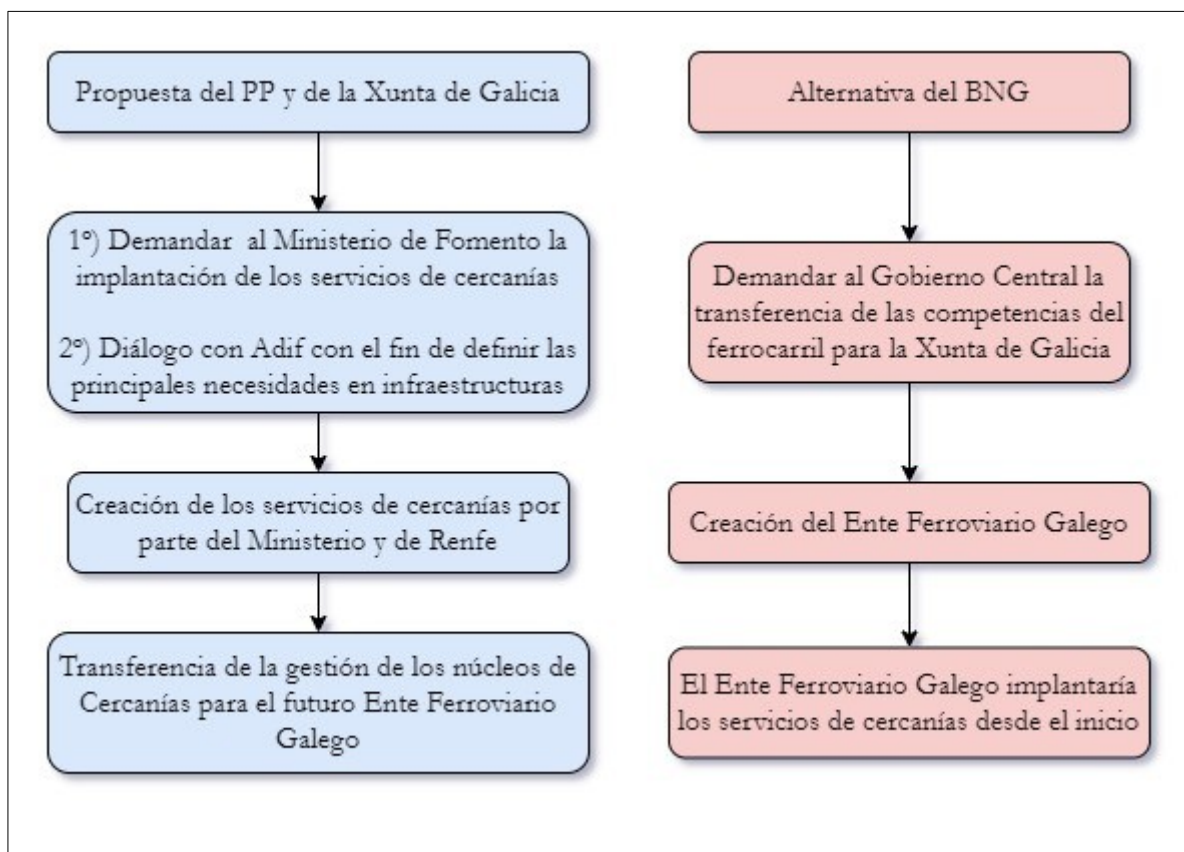 Propuesta del PP y de la Xunta de Galicia
1º) Demandar al Ministerio de Fomento la
implantación de los servicios de cercanías
2º) Diálogo con Adif con el fin de definir las
principales necesidades en infraestructuras
Creación de los servicios de cercanías por
parte del Ministerio y de Renfe
Transferencia de la gestión de los núcleos de
Cercanías para el futuro Ente Ferroviario
Galego
Alternativa del BNG
Demandar al Gobierno Central la
transferencia de las competencias del
ferrocarril para la Xunta de Galicia
Creación del Ente Ferroviario Galego
El Ente Ferroviario Galego implantaría
los servicios de cercanías desde el inicio